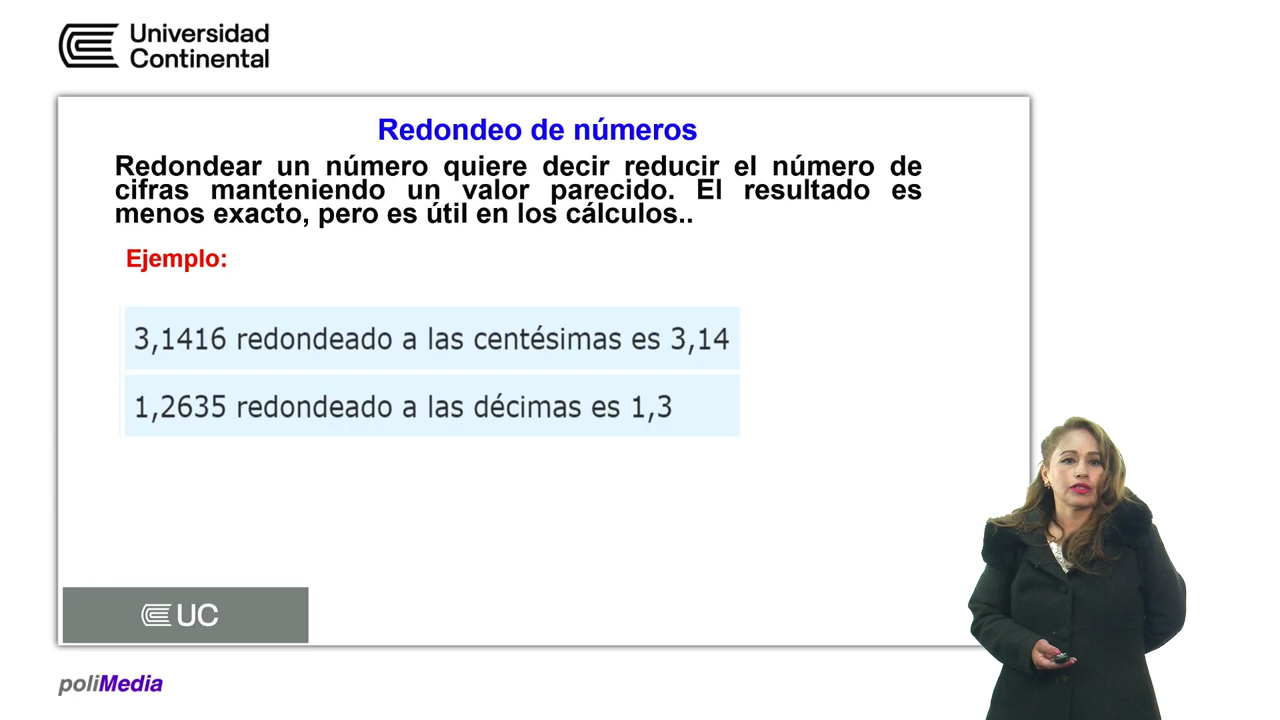 Universidad
Continental
Redondeo de números
Redondear un número quiere decir reducir el número de
cifras manteniendo un valor parecido. El resultado es
menos exacto, pero es útil en los cálculos..
Ejemplo:
3,1416 redondeado a las centésimas es 3,14
1,2635 redondeado a las décimas es 1,3
UC
poliMedia